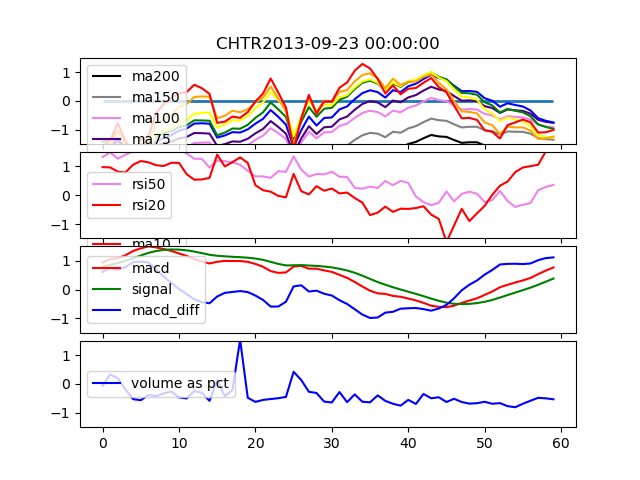 CHTR2013-09-23 00:00:00
1
0
−1
ma200
ma150
ma100
ma75
1
0
−1
rsi50
rsi20
ma10
1
0
−1
macd
signal
macd_diff
1
0
−1
volume as pct
0 10 20 30 40 50 60